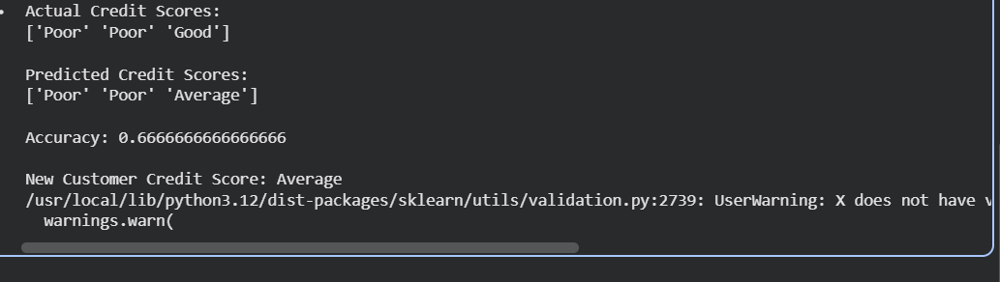 Actual Credit Scores:
['Poor' 'Poor' 'Good']
Predicted Credit Scores:
['Poor' 'Poor' 'Average']
Accuracy: 0.6666666666666666
New Customer Credit Score: Average
/usr/local/lib/python3.12/dist-packages/sklearn/utils/validation.py:2739: UserWarning: X does not have
warnings.warn(